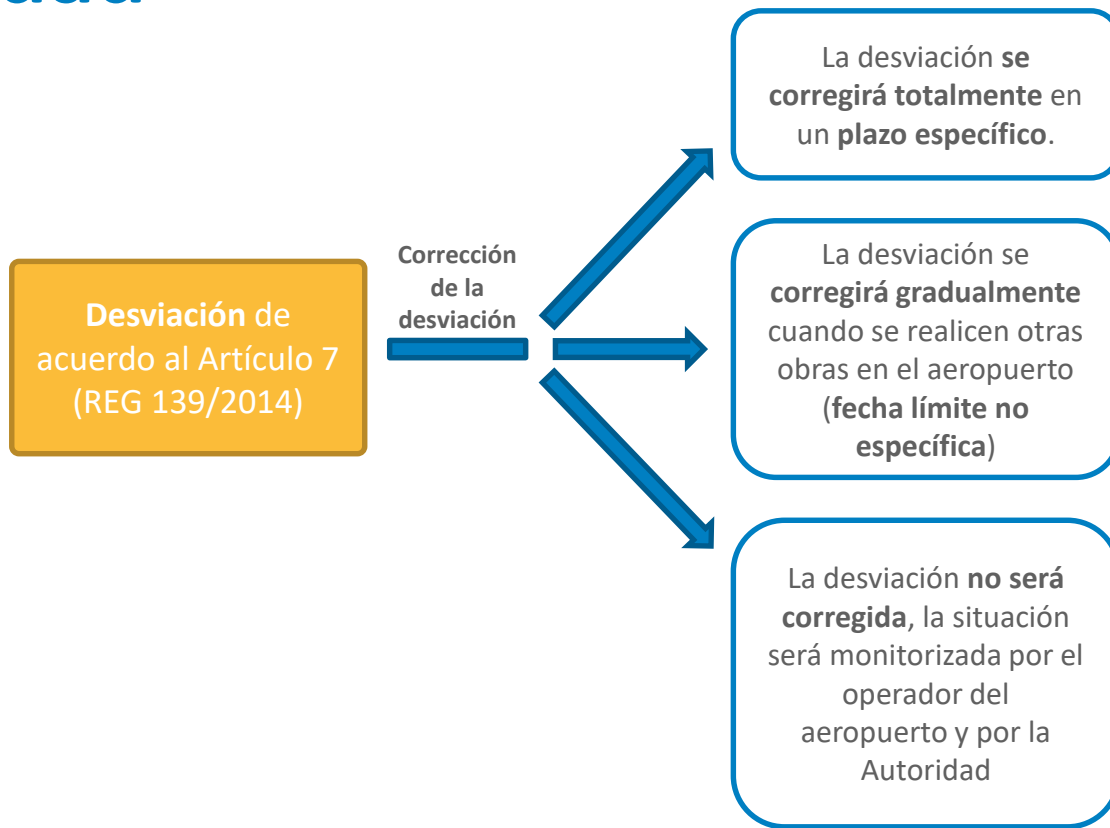 La desviación se
corregirá totalmente en
un plazo específico.
Corrección
de la
desviación
Desviación de
acuerdo al Artículo 7
(REG 139/2014)
La desviación se
corregirá gradualmente
cuando se realicen otras
obras en el aeropuerto
(fecha límite no
específica)
La desviación no será
corregida, la situación
será monitorizada por el
operador del
aeropuerto y por la
Autoridad